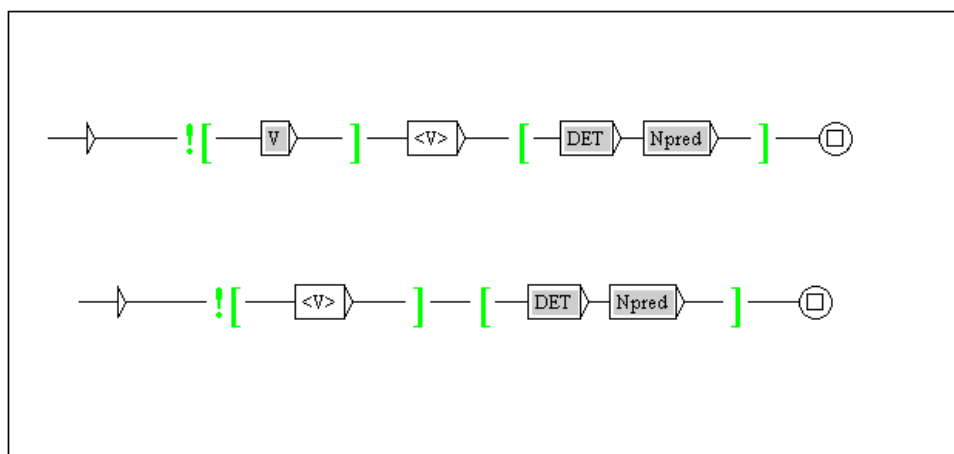 ![ V ] <V> [ DET Npred ]
![ <V> ] [ DET Npred ]